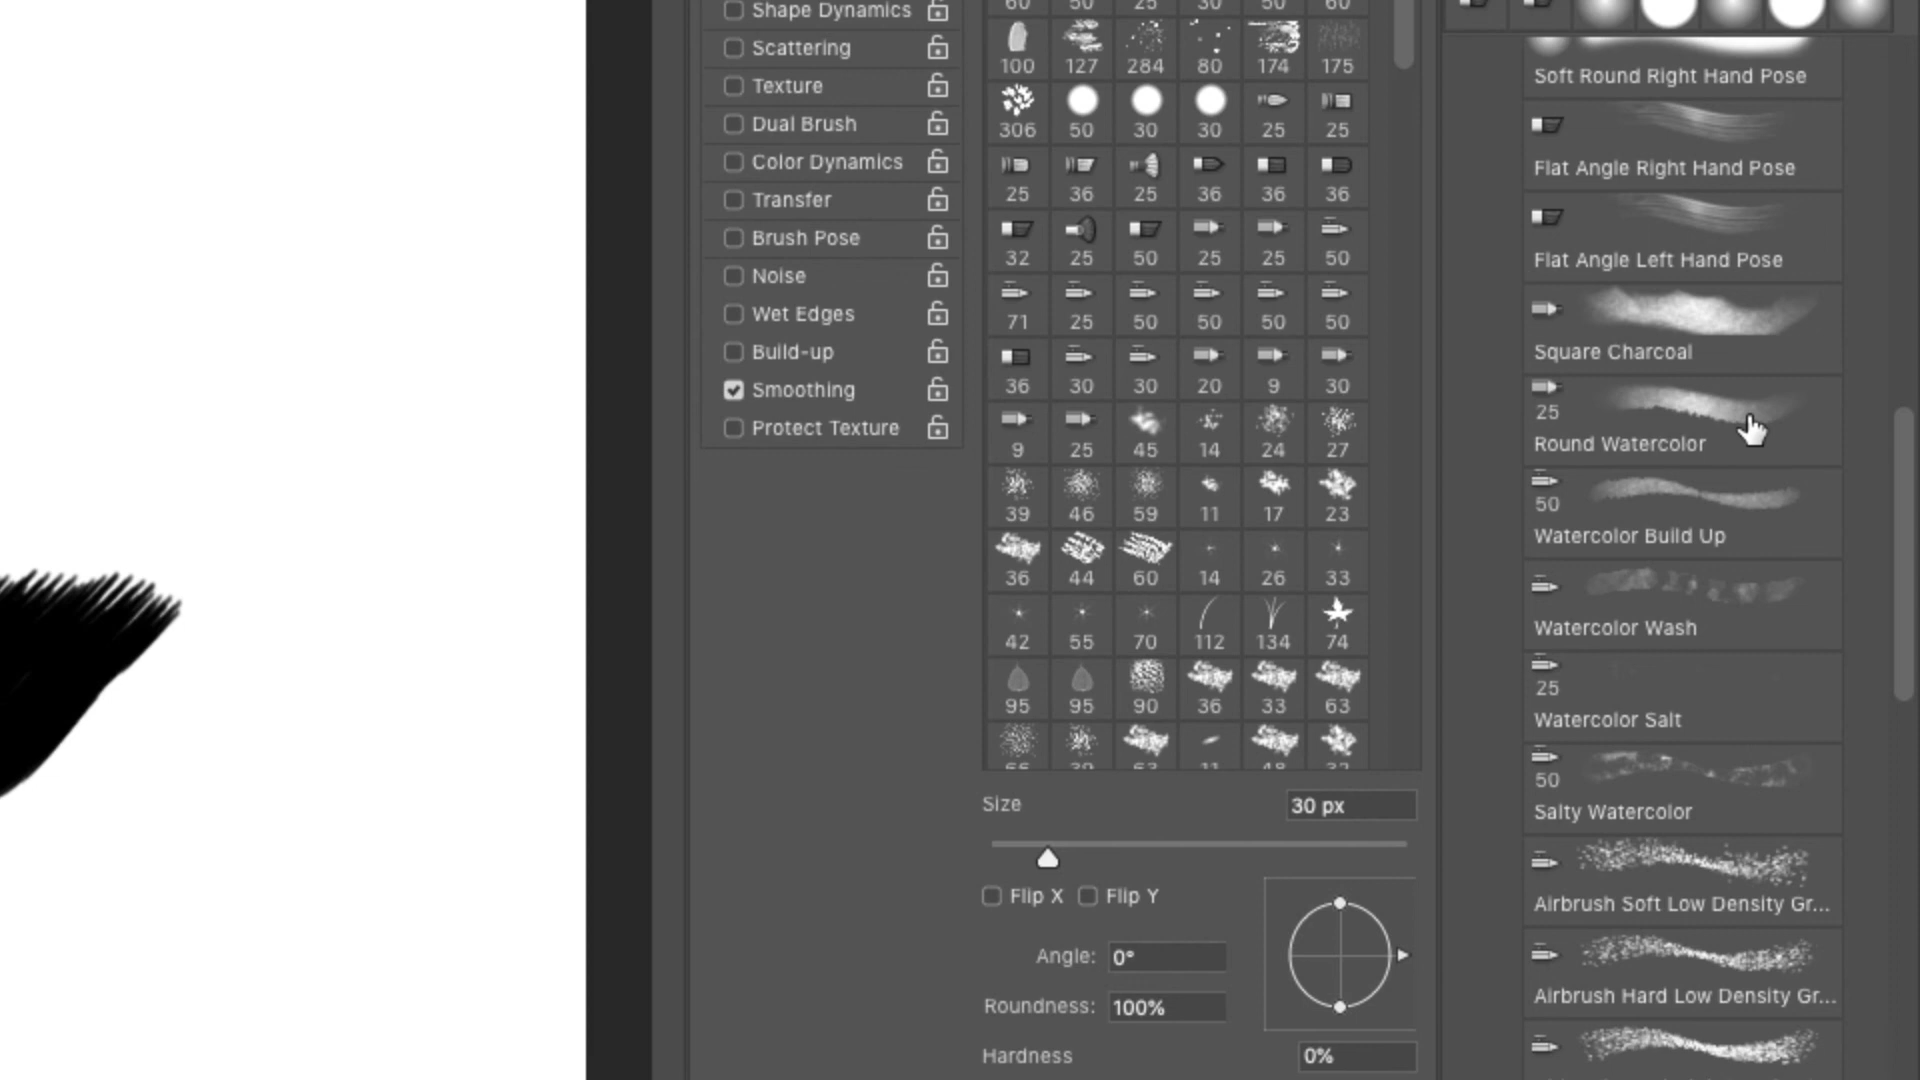 Shape Dynamics
Scattering
Texture
Dual Brush
Color Dynamics
Transfer
Brush Pose
Noise
Wet Edges
Build-up
Smoothing
Protect Texture
60 50 25 30 50 60
100 127 284 80 174 175
306 50 30 30 25 25
25 36 25 36 36 36
32 25 50 25 25 50
71 25 50 50 50 50
36 30 30 20 9 30
9 25 45 14 24 27
39 46 59 11 17 23
36 44 60 14 26 33
42 55 70 112 134 74
95 95 90 36 33 63
Size 30 px
Flip X Flip Y
Angle: 0°
Roundness: 100%
Hardness 0%
Soft Round Right Hand Pose
Flat Angle Right Hand Pose
Flat Angle Left Hand Pose
Square Charcoal
25
Round Watercolor
50
Watercolor Build Up
Watercolor Wash
25
Watercolor Salt
50
Salty Watercolor
Airbrush Soft Low Density Gr...
Airbrush Hard Low Density Gr...